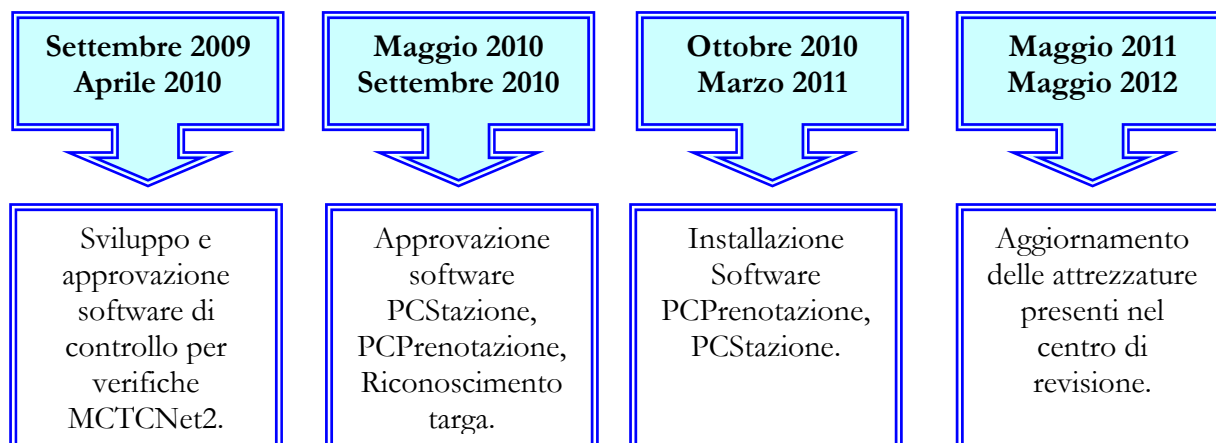 Settembre 2009
Aprile 2010
Maggio 2010
Settembre 2010
Ottobre 2010
Marzo 2011
Maggio 2011
Maggio 2012
Sviluppo e
approvazione
software di
controllo per
verifiche
MCTCNet2.
Approvazione
software
PCStazione,
PCPrenotazione,
Riconoscimento
targa.
Installazione
Software
PCPrenotazione,
PCStazione.
Aggiornamento
delle attrezzature
presenti nel
centro di
revisione.